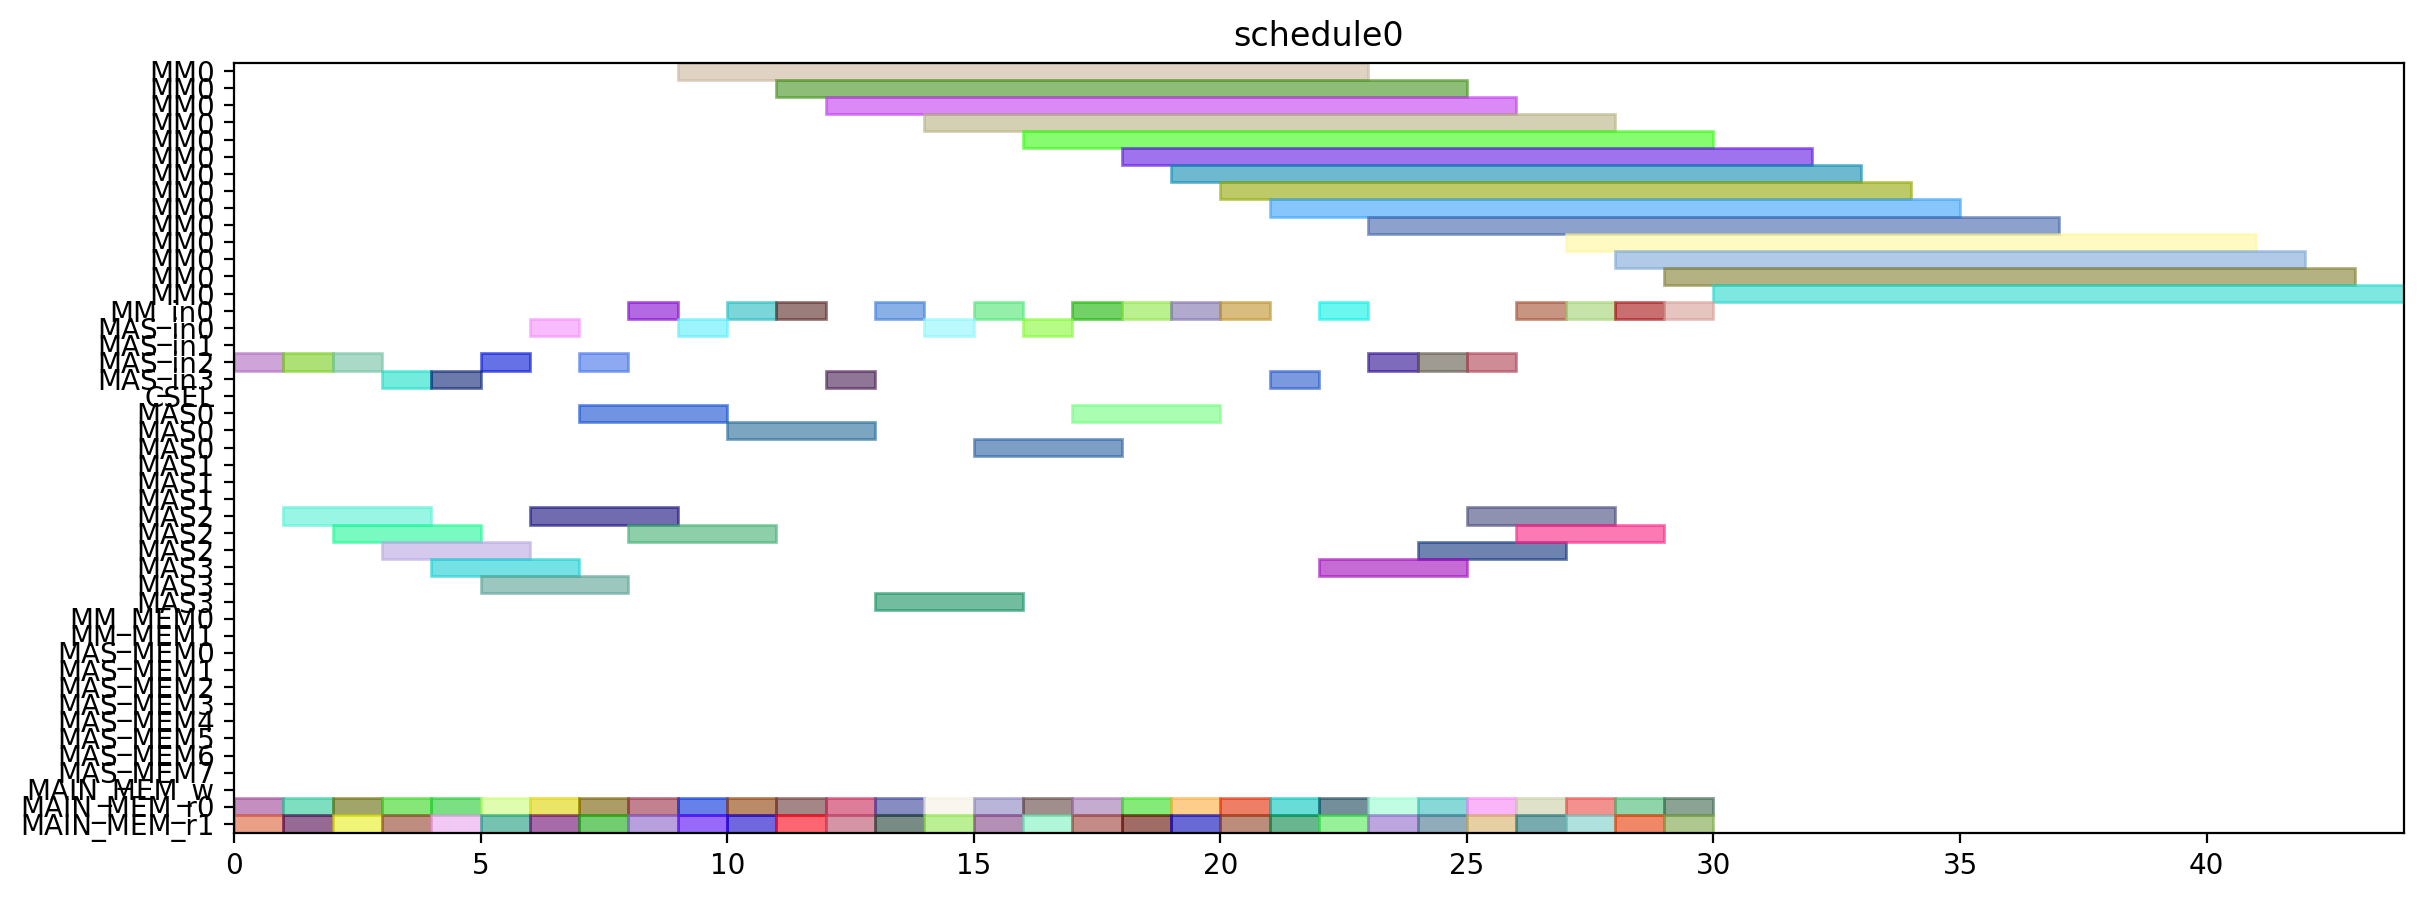 schedule0
MM0
MM0
MM0
MM0
MM0
MM0
MM0
MM0
MM0
MM0
MM0
MM0
MM0
MM0
MM_in0
MAS_in0
MAS_in1
MAS_in2
MAS_in3
CSEL
MAS0
MAS0
MAS0
MAS1
MAS1
MAS1
MAS2
MAS2
MAS2
MAS3
MAS3
MAS3
MM_MEM0
MM_MEM1
MAS_MEM0
MAS_MEM1
MAS_MEM2
MAS_MEM3
MAS_MEM4
MAS_MEM5
MAS_MEM6
MAS_MEM7
MAIN_MEM_w
MAIN_MEM_r0
MAIN_MEM_r1
0 5 10 15 20 25 30 35 40